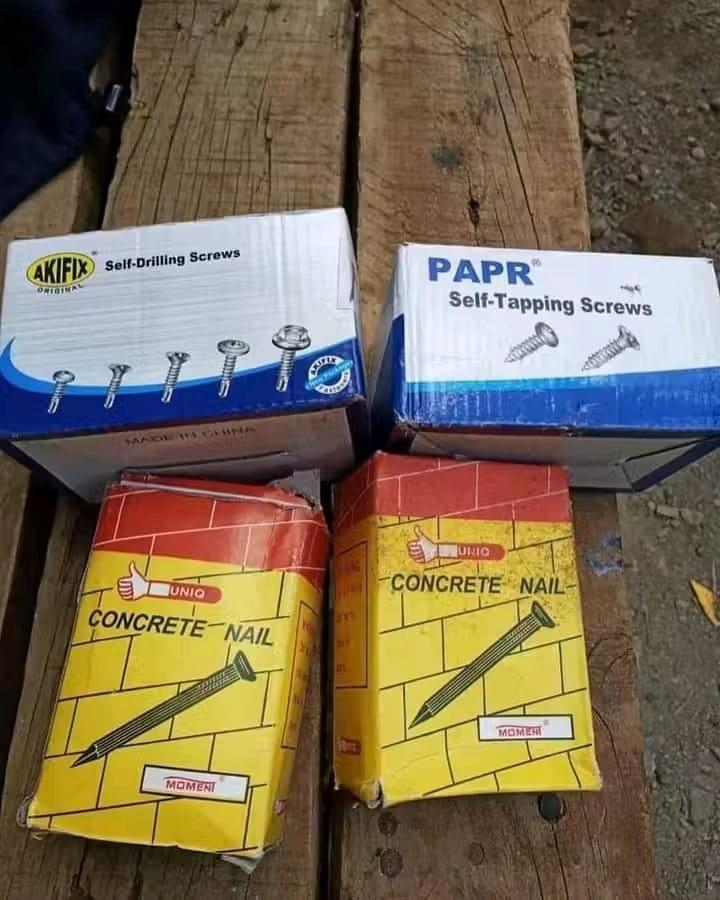 AKIFIX®
ORIGINAL
Self-Drilling Screws
AKIFIX
MADE IN CHINA
PAPR®
Self-Tapping Screws
UNIQ
CONCRETE NAIL
MOMENT®
UNIQ
CONCRETE NAIL
MOMENT®